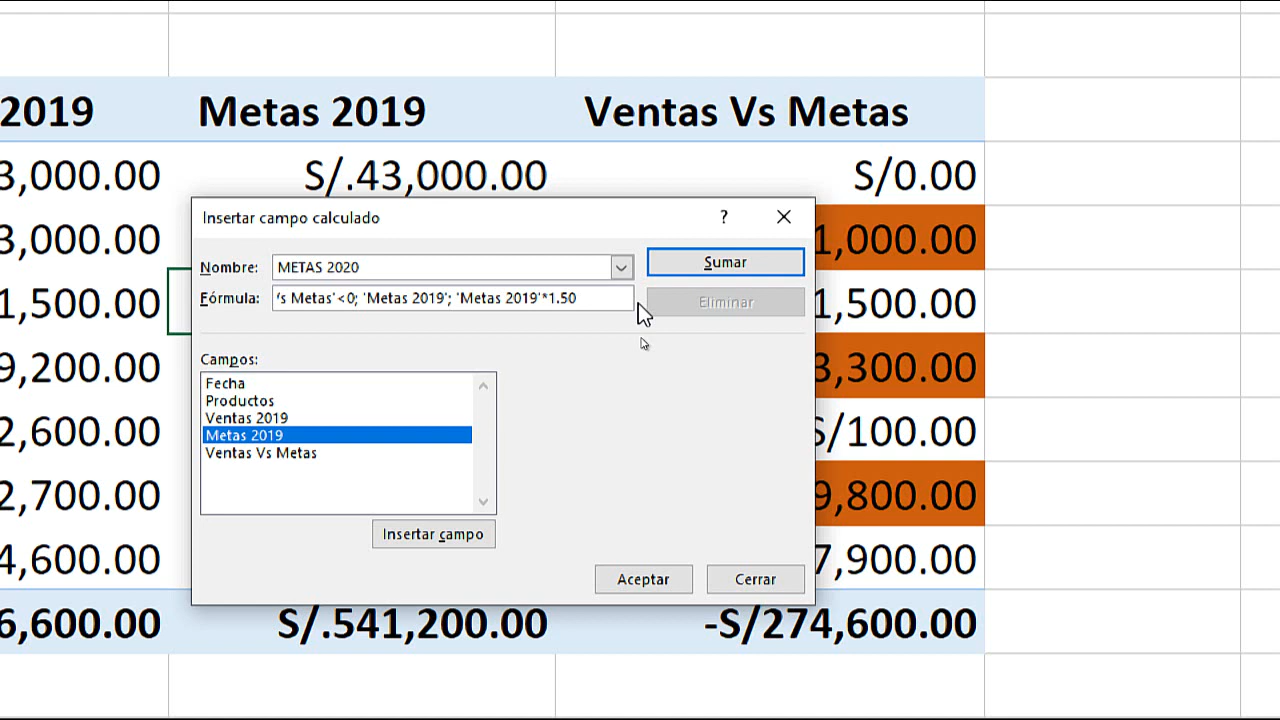 2019 Metas 2019 Ventas Vs Metas
3,000.00 S/.43,000.00 S/0.00
Insertar campo calculado ?
3,000.00 1,000.00
Nombre: METAS 2020 Sumar
Fórmula: 's Metas'<0; 'Metas 2019'; 'Metas 2019'*1.50 Eliminar
1,500.00 1,500.00
Campos:
9,200.00 3,300.00
Fecha
Productos
Ventas 2019
Metas 2019
Ventas Vs Metas
2,600.00 S/100.00
2,700.00 9,800.00
Insertar campo
4,600.00 7,900.00
Aceptar Cerrar
6,600.00 S/.541,200.00 -S/274,600.00